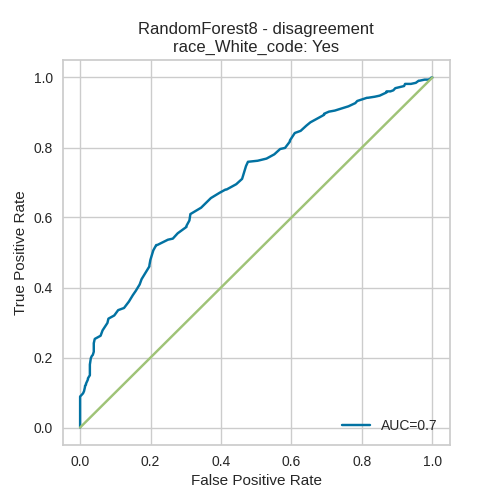 RandomForest8 - disagreement
race_White_code: Yes
True Positive Rate
1.0
0.8
0.6
0.4
0.2
0.0
AUC=0.7
0.0 0.2 0.4 0.6 0.8 1.0
False Positive Rate